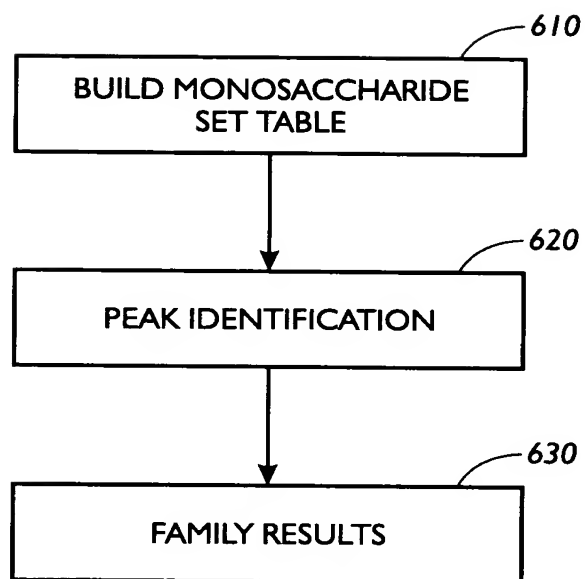 610
BUILD MONOSACCHARIDE
SET TABLE
620
PEAK IDENTIFICATION
630
FAMILY RESULTS